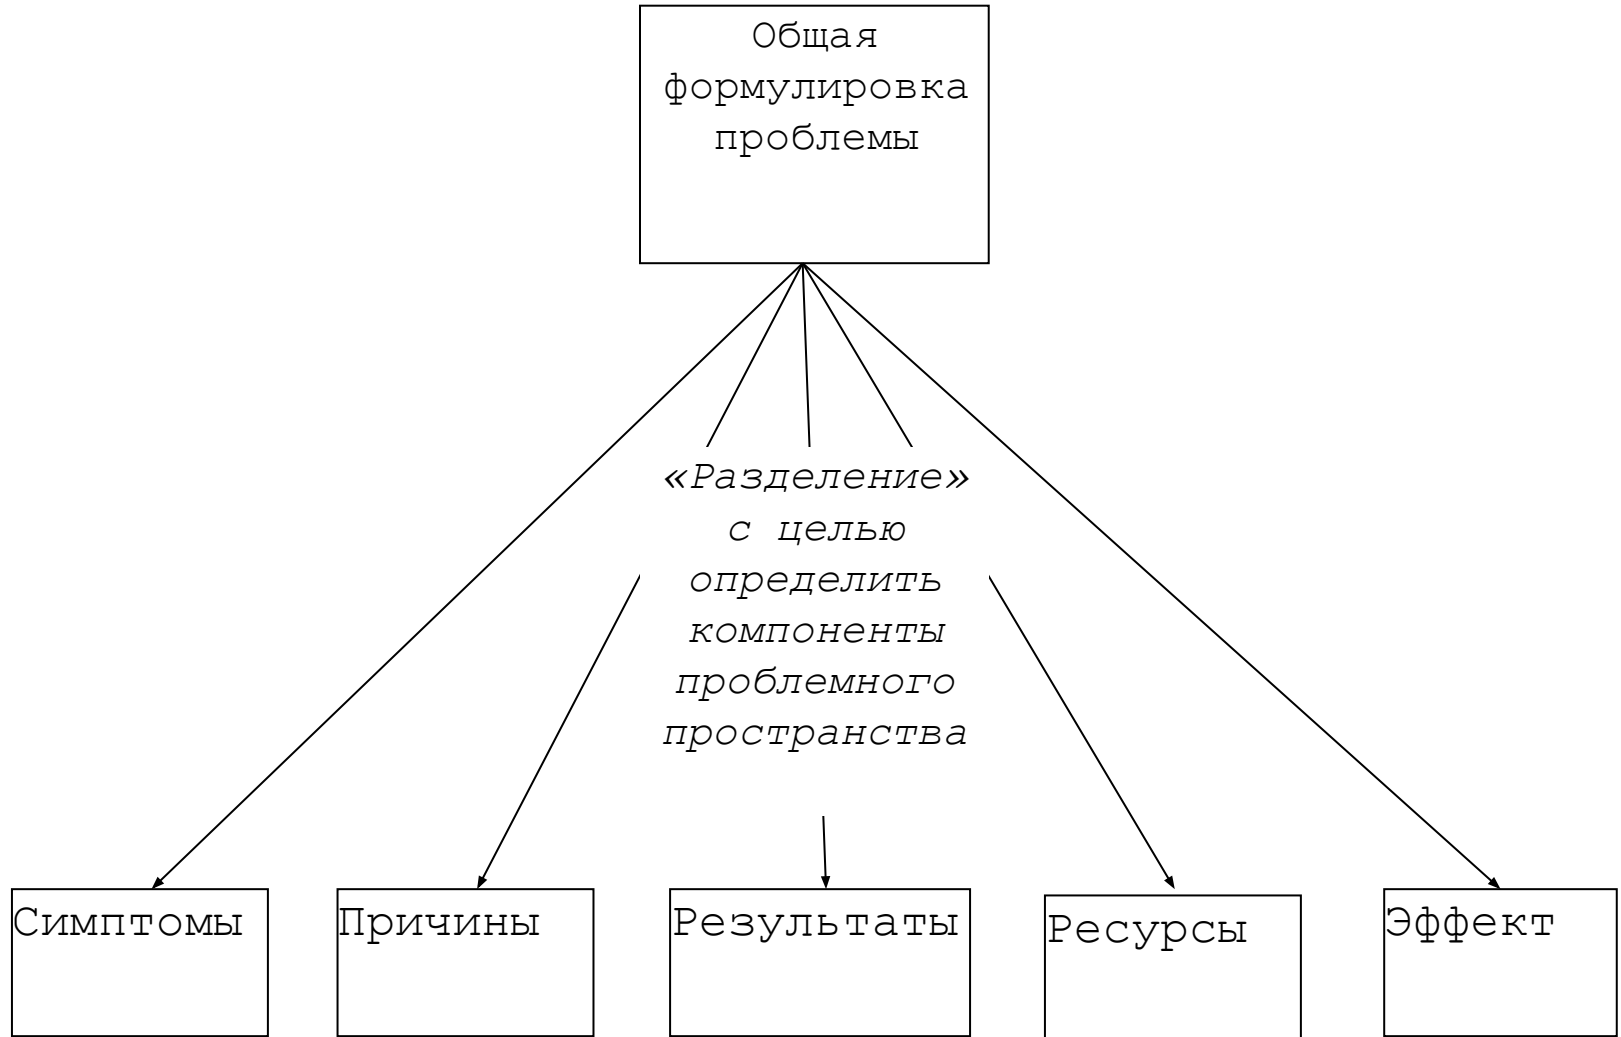 Общая
формулировка
проблемы
«Разделение»
с целью
определить
компоненты
проблемного
пространства
Симптомы
Причины
Результаты
Ресурсы
Эффект